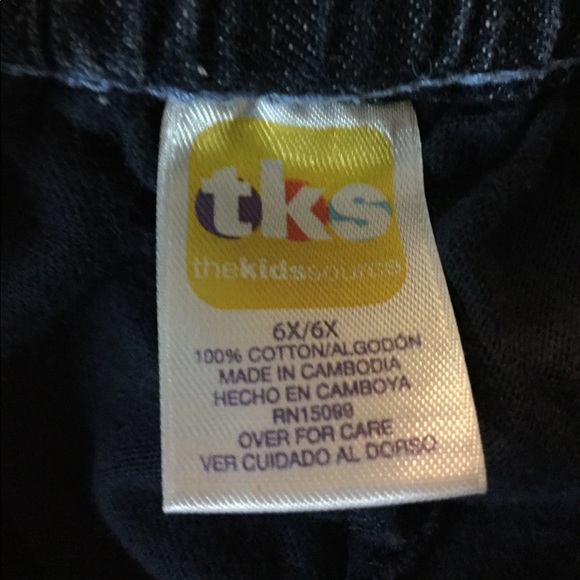 tks
thekidssource
6X/6X
100% COTTON/ALGODÓN
MADE IN CAMBODIA
HECHO EN CAMBOYA
RN15099
OVER FOR CARE
VER CUIDADO AL DORSO